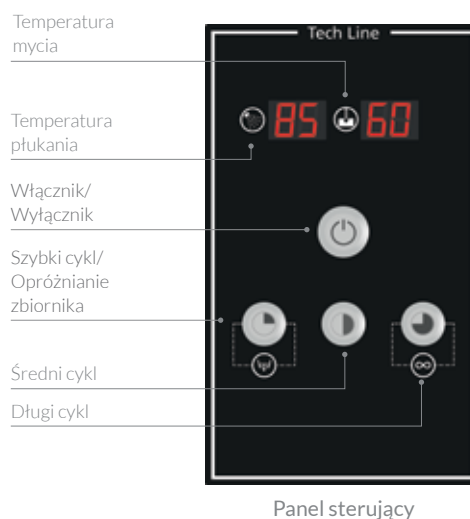 Temperatura
mycia
Tech Line
85 60
Temperatura
płukania
Włącznik/
Wyłącznik
Szybki cykl/
Opróżnianie
zbiornika
Średni cykl
Długi cykl
Panel sterujący